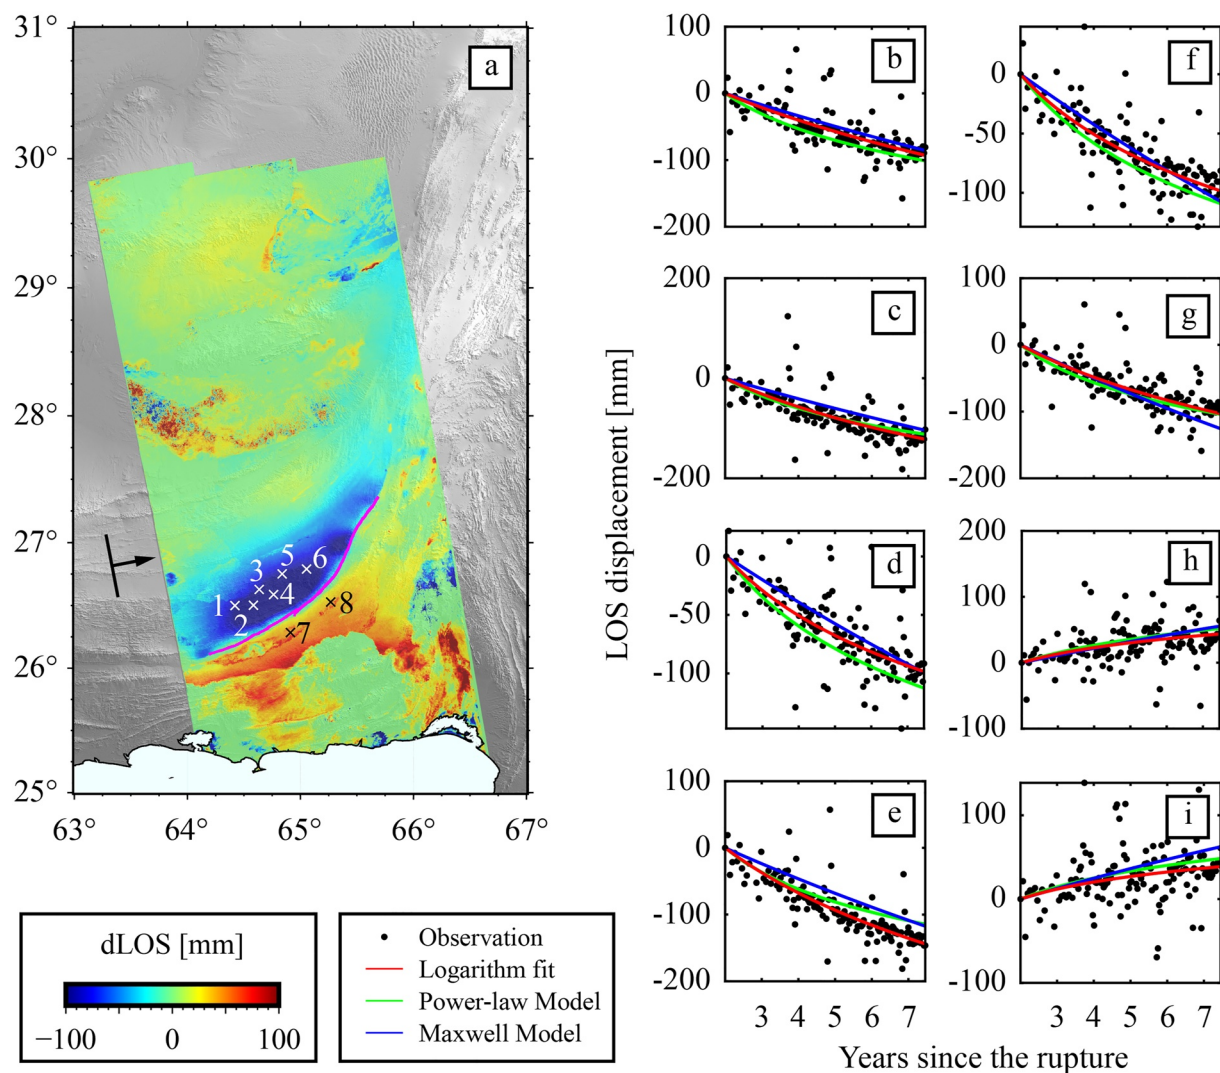 31°
30°
29°
28°
27°
26°
25°
63° 64° 65° 66° 67°
a
1
2
3
4
5
6
7
8
dLOS [mm]
−100 0 100
Observation
Logarithm fit
Power-law Model
Maxwell Model
LOS displacement [mm]
b
100
0
-100
-200
f
0
-50
-100
c
200
0
-200
g
100
0
-100
-200
d
0
-50
-100
h
200
100
0
-100
e
100
0
-100
-200
i
100
0
-100
3 4 5 6 7
3 4 5 6 7
Years since the rupture